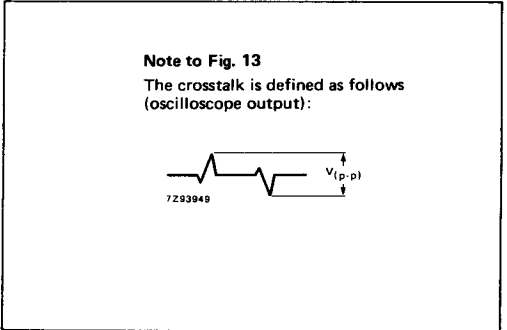 Note to Fig. 13
The crosstalk is defined as follows
(oscilloscope output):
V(p-p)
7Z93949